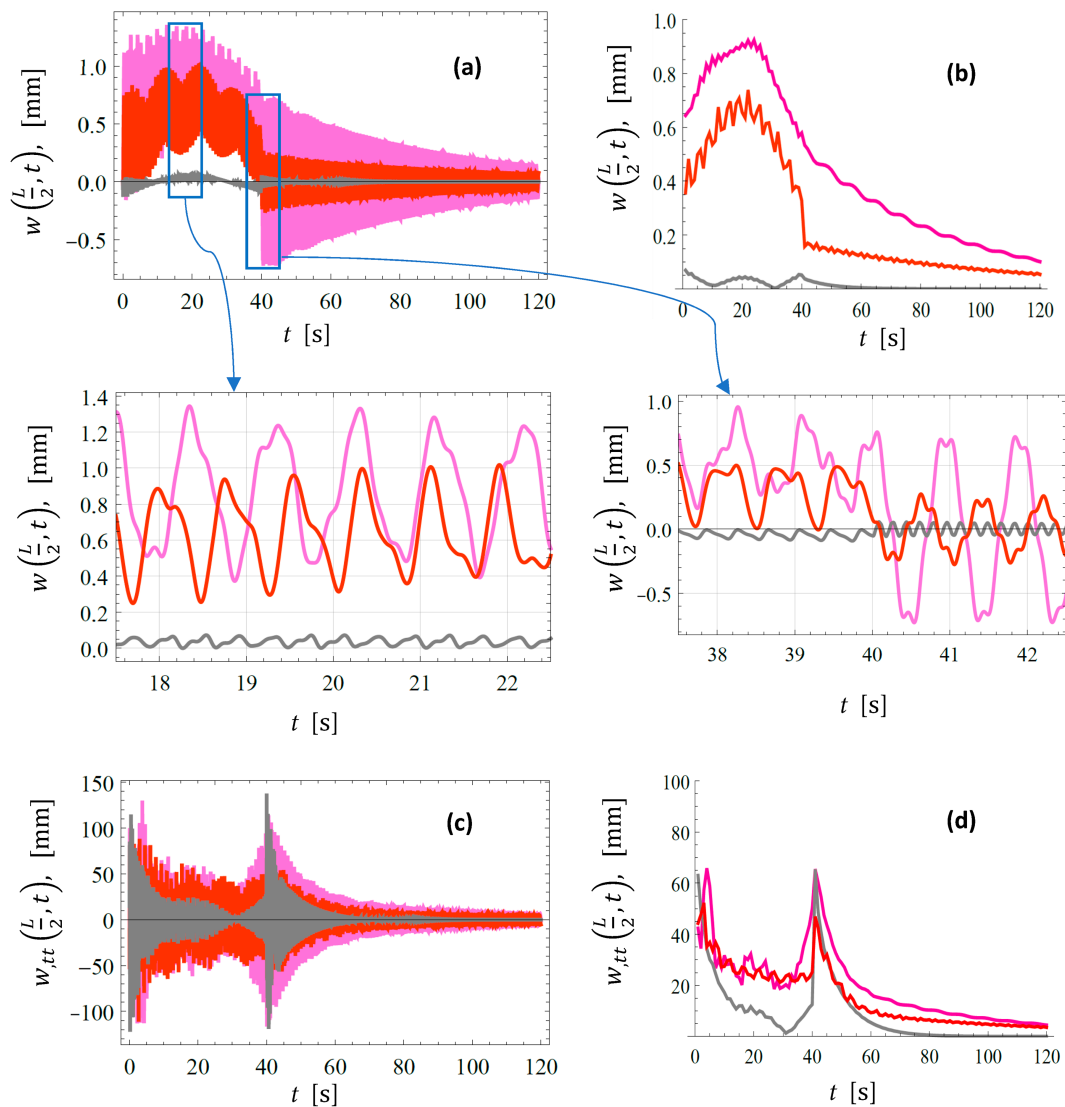 (a)
w(L/2, t), [mm]
1.0
0.5
0.0
−0.5
0 20 40 60 80 100 120
t [s]
(b)
w(L/2, t), [mm]
1.0
0.8
0.6
0.4
0.2
0 20 40 60 80 100 120
t [s]
w(L/2, t), [mm]
1.4
1.2
1.0
0.8
0.6
0.4
0.2
0.0
18 19 20 21 22
t [s]
w(L/2, t), [mm]
1.0
0.5
0.0
−0.5
38 39 40 41 42
t [s]
(c)
w,tt(L/2, t), [mm]
150
100
50
0
−50
−100
0 20 40 60 80 100 120
t [s]
(d)
w,tt(L/2, t), [mm]
100
80
60
40
20
0 20 40 60 80 100 120
t [s]